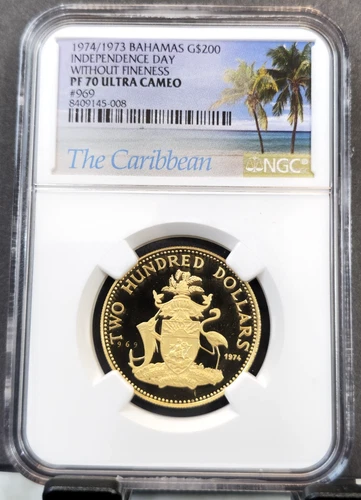 1974/1973 BAHAMAS G$200
INDEPENDENCE DAY
WITHOUT FINENESS
PF 70 ULTRA CAMEO
#969
8409145-008
The Caribbean
NGC
TWO HUNDRED DOLLARS
969
1974